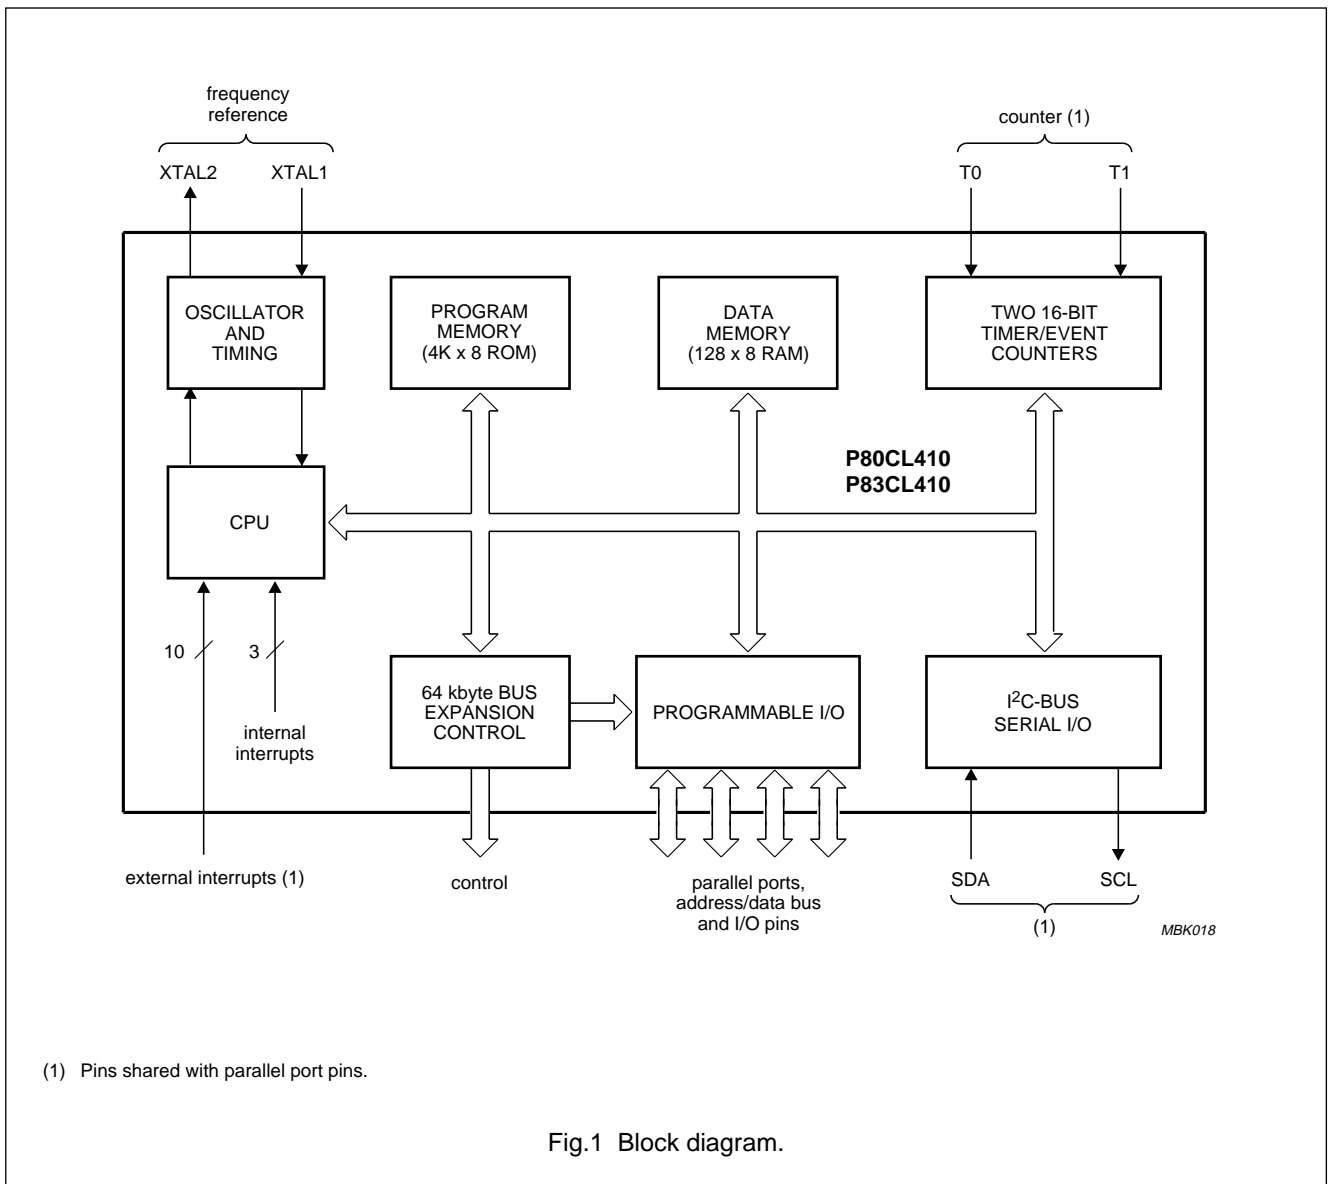 frequency
reference
counter (1)
XTAL2
XTAL1
T0
T1
OSCILLATOR
AND
TIMING
PROGRAM
MEMORY
(4K x 8 ROM)
DATA
MEMORY
(128 x 8 RAM)
TWO 16-BIT
TIMER/EVENT
COUNTERS
P80CL410
P83CL410
CPU
10
3
internal
interrupts
64 kbyte BUS
EXPANSION
CONTROL
PROGRAMMABLE I/O
I²C-BUS
SERIAL I/O
external interrupts (1)
control
parallel ports,
address/data bus
and I/O pins
SDA
SCL
(1)
MBK018
(1) Pins shared with parallel port pins.
Fig.1 Block diagram.